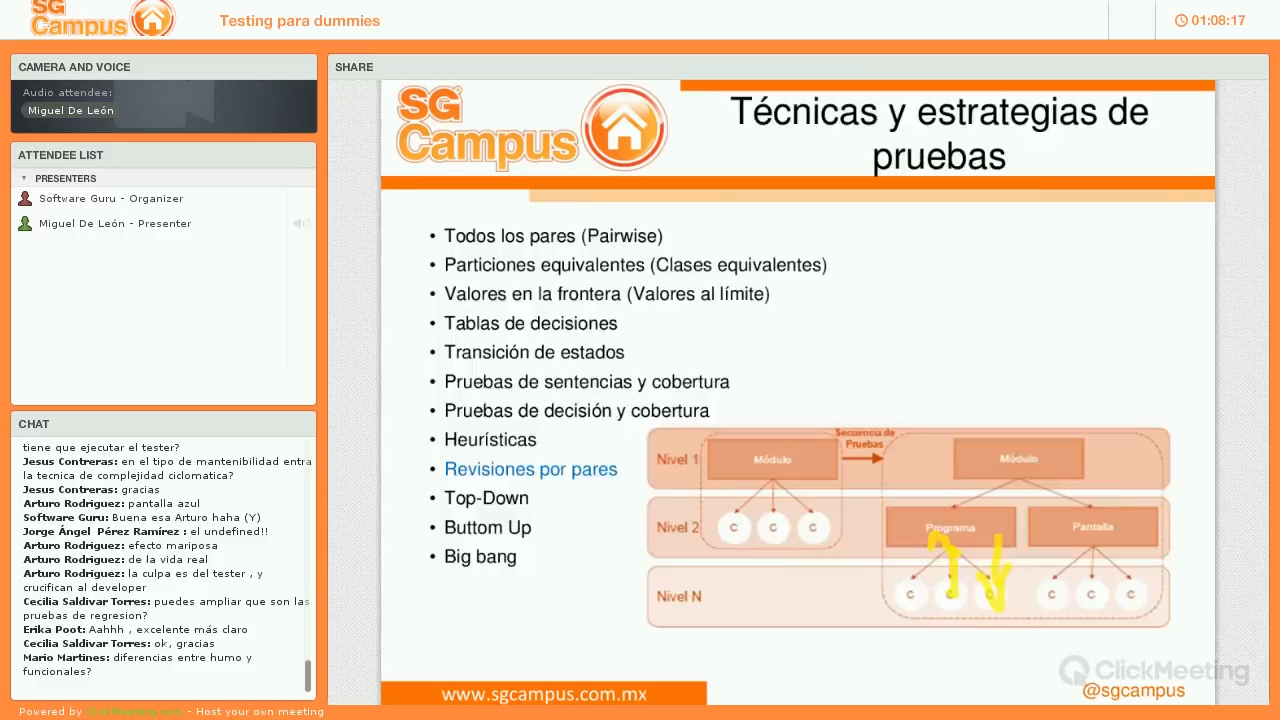 SG
Campus
Testing para dummies
01:08:17
CAMERA AND VOICE
Audio attendee:
Miguel De León
ATTENDEE LIST
PRESENTERS
Software Guru - Organizer
Miguel De León - Presenter
CHAT
tiene que ejecutar el tester?
Jesus Contreras: en el tipo de mantenibilidad entra
la tecnica de complejidad ciclomatica?
Jesus Contreras: gracias
Arturo Rodriguez: pantalla azul
Software Guru: Buena esa Arturo haha (Y)
Jorge Ángel Pérez Ramírez : el undefined!!
Arturo Rodriguez: efecto mariposa
Arturo Rodriguez: de la vida real
Arturo Rodriguez: la culpa es del tester , y
crucifican al developer
Cecilia Saldivar Torres: puedes ampliar que son las
pruebas de regresion?
Erika Poot: Aahhh , excelente más claro
Cecilia Saldivar Torres: ok, gracias
Mario Martines: diferencias entre humo y
funcionales?
Powered by ClickMeeting.com - Host your own meeting
SHARE
SG
Campus
Técnicas y estrategias de
pruebas
• Todos los pares (Pairwise)
• Particiones equivalentes (Clases equivalentes)
• Valores en la frontera (Valores al límite)
• Tablas de decisiones
• Transición de estados
• Pruebas de sentencias y cobertura
• Pruebas de decisión y cobertura
• Heurísticas
• Revisiones por pares
• Top-Down
• Buttom Up
• Big bang
Secuencia de
Pruebas
Nivel 1 Módulo Módulo
Nivel 2 C C C Programa Pantalla
Nivel N C C C C C C
ClickMeeting
www.sgcampus.com.mx
@sgcampus